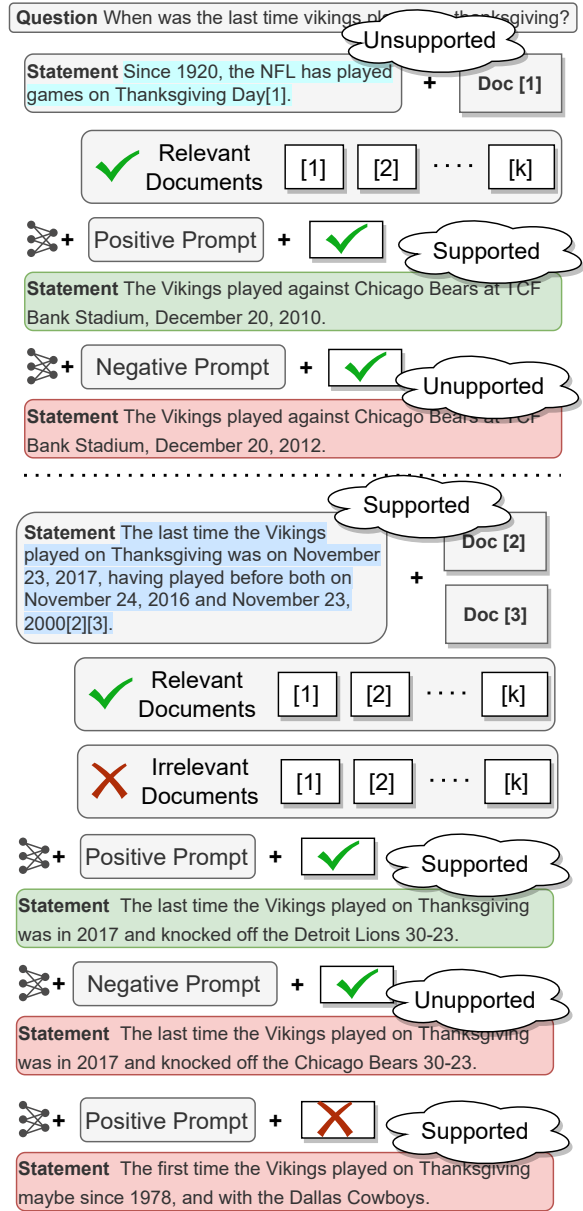 Question When was the last time vikings thanksgiving?
Unsupported
Statement Since 1920, the NFL has played
games on Thanksgiving Day[1].
+
Doc [1]
Relevant
Documents
[1] [2] .... [k]
+ Positive Prompt +
Supported
Statement The Vikings played against Chicago Bears at TCF
Bank Stadium, December 20, 2010.
+ Negative Prompt +
Unupported
Statement The Vikings played against Chicago Bears at TCF
Bank Stadium, December 20, 2012.
Supported
Statement The last time the Vikings
played on Thanksgiving was on November
23, 2017, having played before both on
November 24, 2016 and November 23,
2000[2][3].
+
Doc [2]
Doc [3]
Relevant
Documents
[1] [2] .... [k]
Irrelevant
Documents
[1] [2] .... [k]
+ Positive Prompt +
Supported
Statement The last time the Vikings played on Thanksgiving
was in 2017 and knocked off the Detroit Lions 30-23.
+ Negative Prompt +
Unupported
Statement The last time the Vikings played on Thanksgiving
was in 2017 and knocked off the Chicago Bears 30-23.
+ Positive Prompt +
Supported
Statement The first time the Vikings played on Thanksgiving
maybe since 1978, and with the Dallas Cowboys.